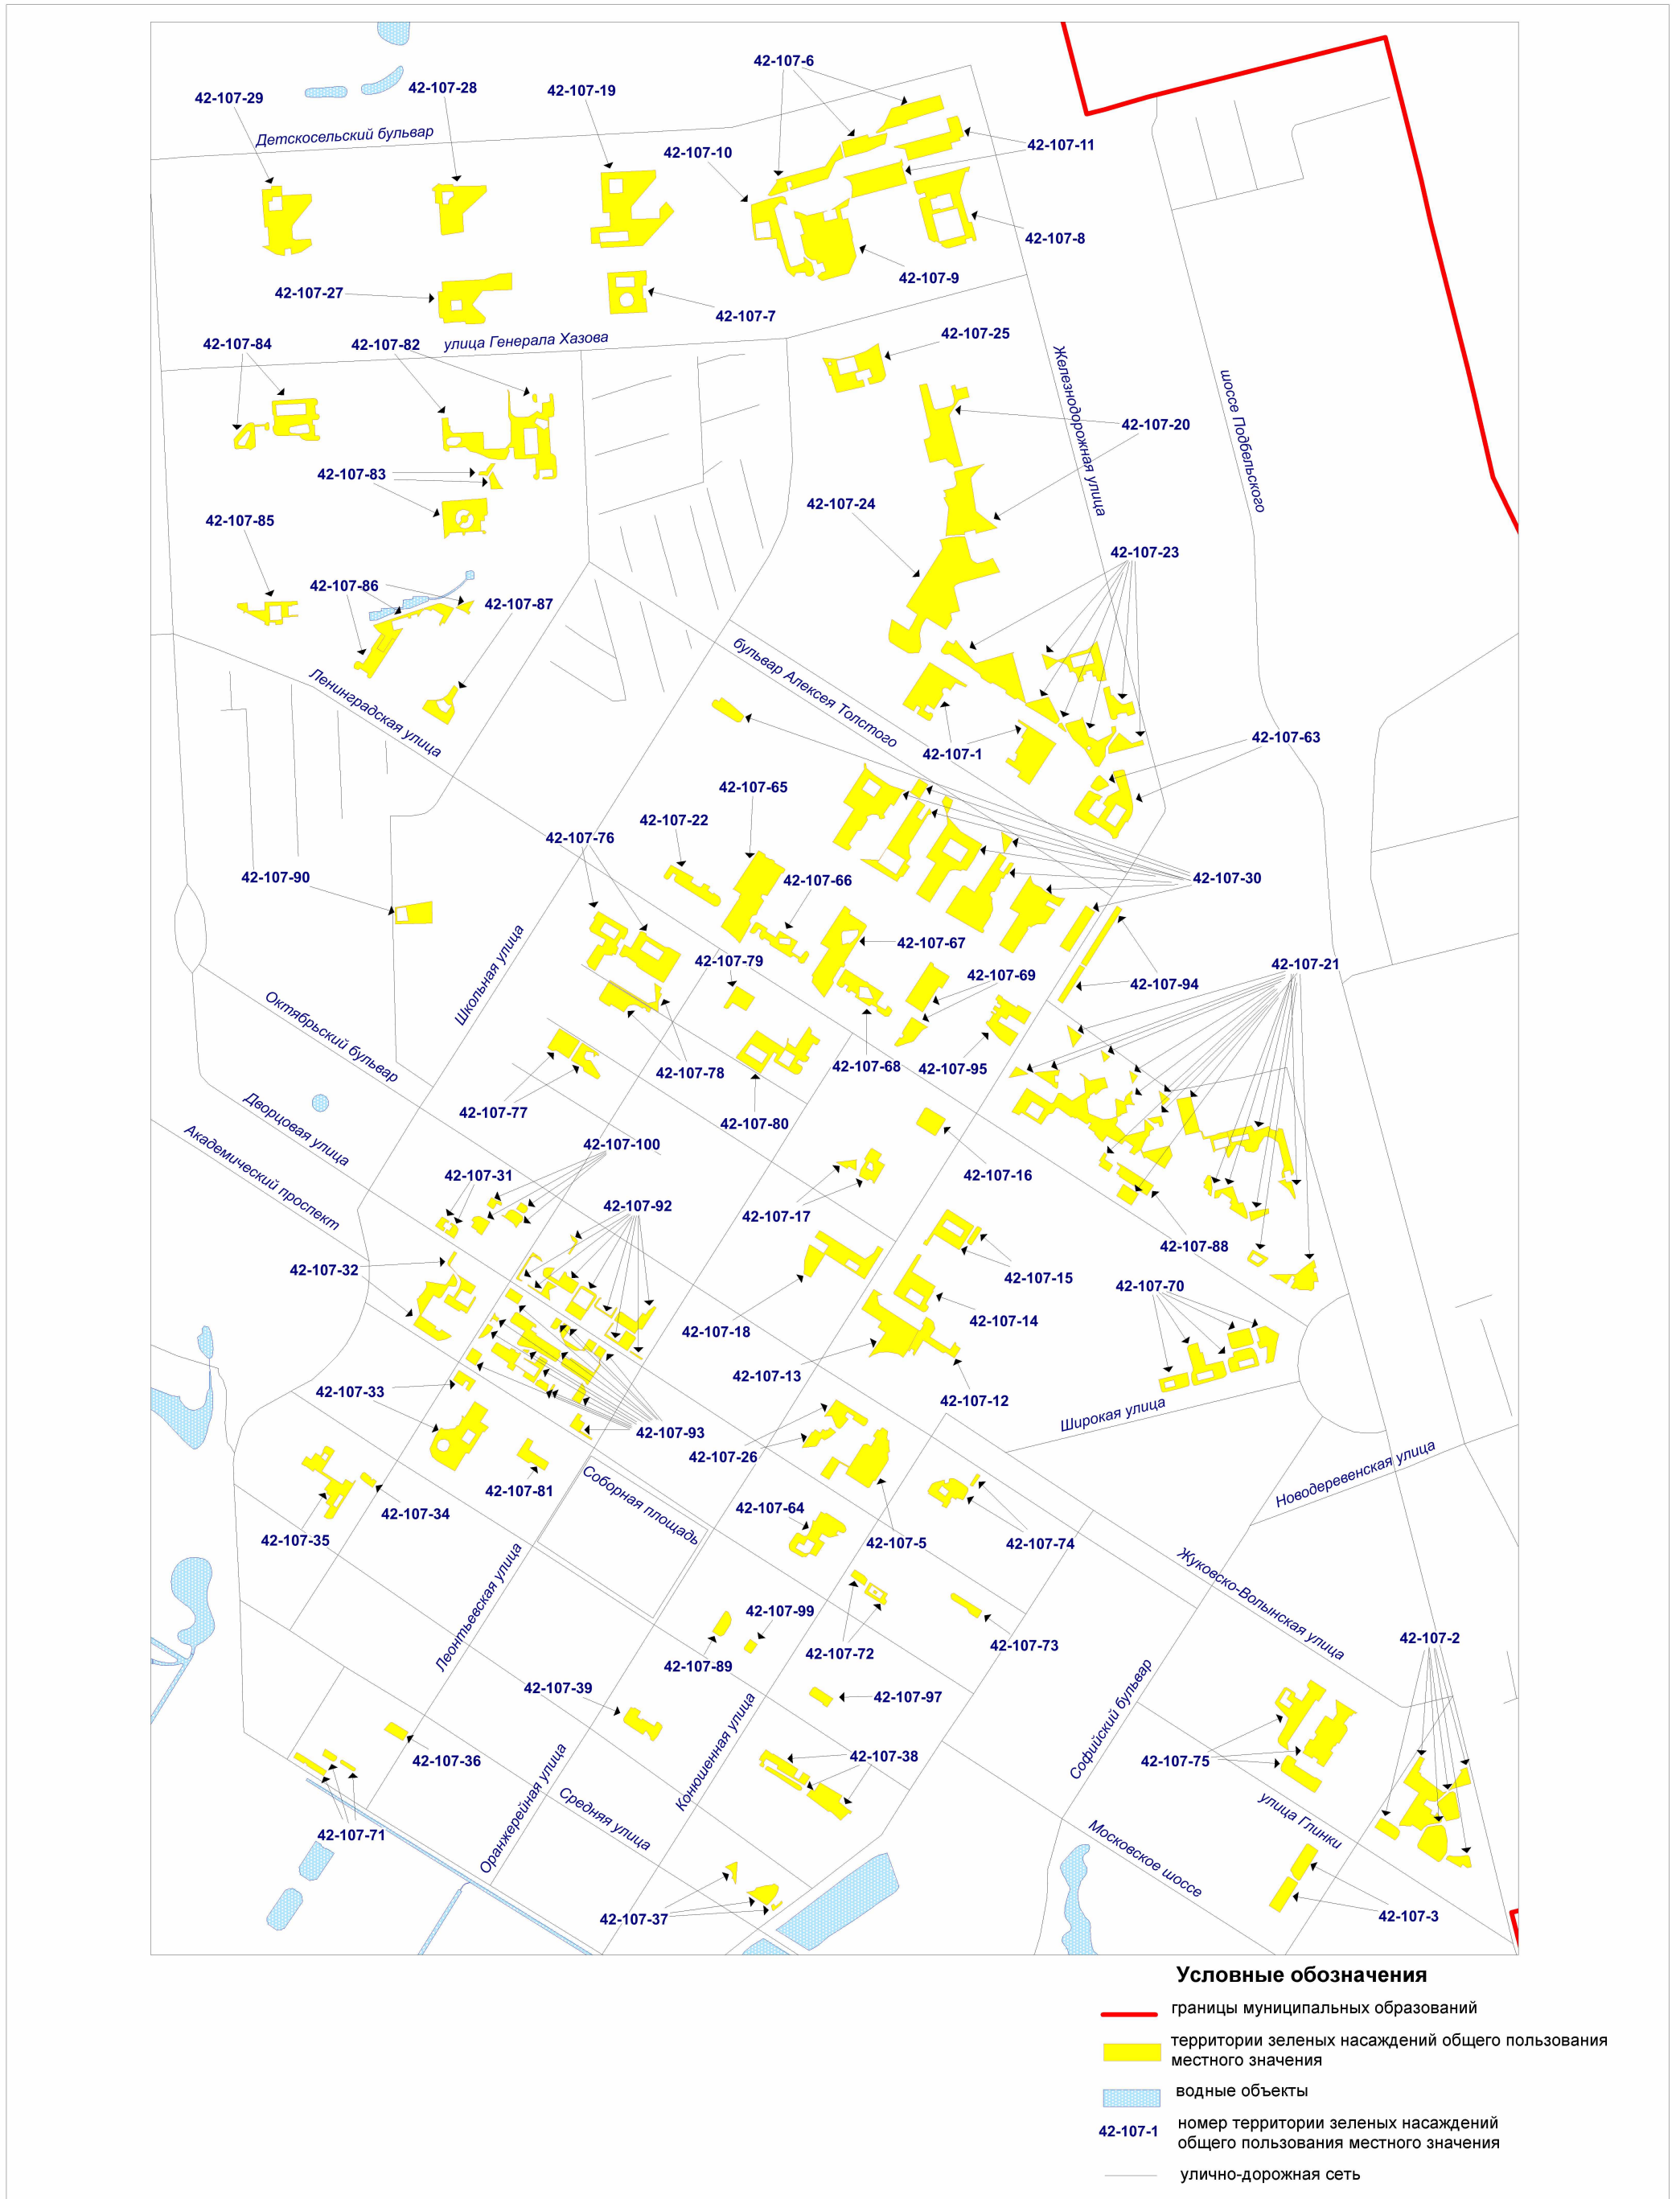 42-107-6
42-107-29
42-107-28
42-107-19
Детскосельский бульвар
42-107-10
42-107-11
42-107-8
42-107-9
42-107-27
42-107-7
42-107-25
улица Генерала Хазова
42-107-84
42-107-82
Железнодорожная улица
шоссе Подбельского
42-107-20
42-107-83
42-107-24
42-107-85
42-107-23
42-107-86
42-107-87
бульвар Алексея Толстого
Ленинградская улица
42-107-1
42-107-63
42-107-65
42-107-22
42-107-76
42-107-90
42-107-66
42-107-30
Школьная улица
42-107-67
42-107-79
42-107-69
42-107-21
42-107-94
Октябрьский бульвар
42-107-78
42-107-68
42-107-95
42-107-77
42-107-80
Дворцовая улица
Академический проспект
42-107-100
42-107-31
42-107-16
42-107-92
42-107-17
42-107-88
42-107-32
42-107-15
42-107-70
42-107-14
42-107-18
42-107-13
42-107-33
42-107-12
Широкая улица
42-107-93
42-107-26
Новодеревенская улица
42-107-81
Соборная площадь
42-107-64
42-107-34
42-107-35
42-107-5
42-107-74
Жуковско-Волынская улица
Леонтьевская улица
42-107-99
42-107-73
42-107-72
42-107-2
42-107-89
42-107-39
42-107-97
Софийский бульвар
Конюшенная улица
42-107-36
42-107-38
42-107-75
Оранжерейная улица
Средняя улица
улица Глинки
42-107-71
Московское шоссе
42-107-37
42-107-3
Условные обозначения
границы муниципальных образований
территории зеленых насаждений общего пользования
местного значения
водные объекты
42-107-1
номер территории зеленых насаждений
общего пользования местного значения
улично-дорожная сеть